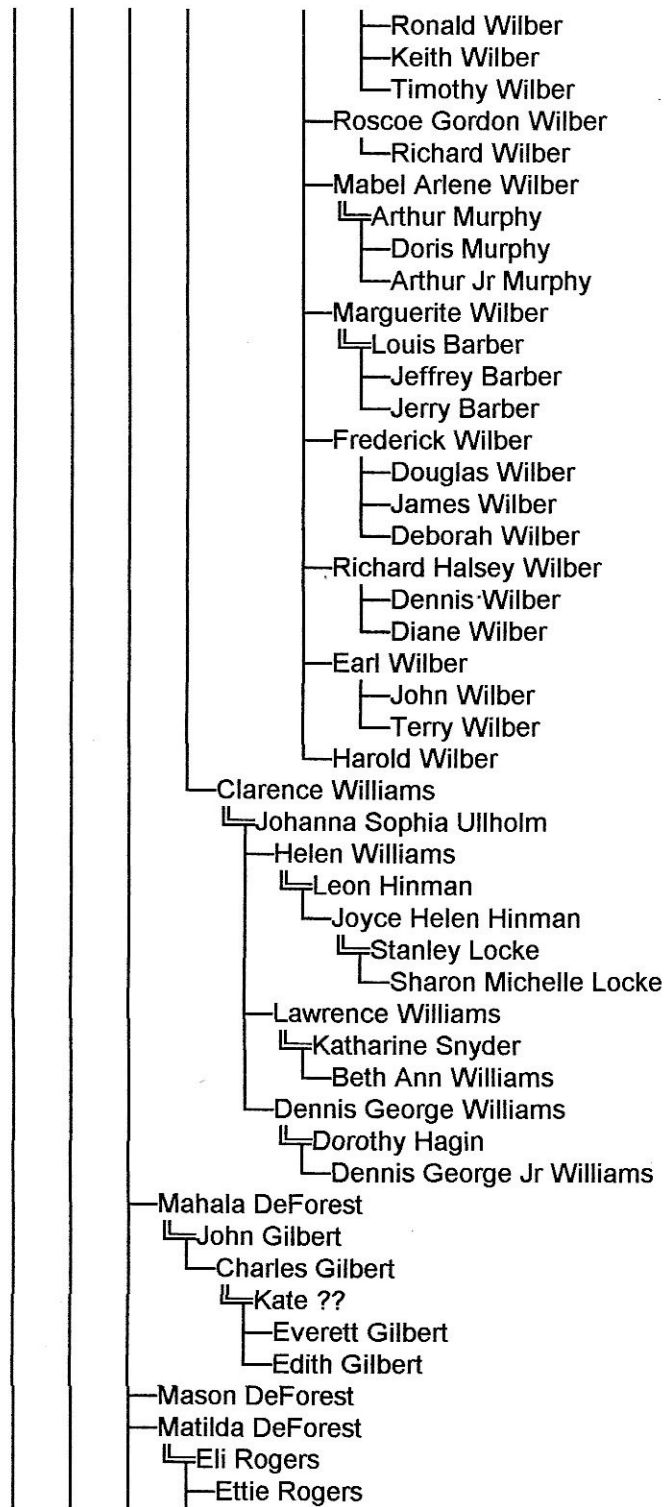 Ronald Wilber
Keith Wilber
Timothy Wilber
Roscoe Gordon Wilber
Richard Wilber
Mabel Arlene Wilber
Arthur Murphy
Doris Murphy
Arthur Jr Murphy
Marguerite Wilber
Louis Barber
Jeffrey Barber
Jerry Barber
Frederick Wilber
Douglas Wilber
James Wilber
Deborah Wilber
Richard Halsey Wilber
Dennis Wilber
Diane Wilber
Earl Wilber
John Wilber
Terry Wilber
Harold Wilber
Clarence Williams
Johanna Sophia Ullholm
Helen Williams
Leon Hinman
Joyce Helen Hinman
Stanley Locke
Sharon Michelle Locke
Lawrence Williams
Katharine Snyder
Beth Ann Williams
Dennis George Williams
Dorothy Hagin
Dennis George Jr Williams
Mahala DeForest
John Gilbert
Charles Gilbert
Kate ??
Everett Gilbert
Edith Gilbert
Mason DeForest
Matilda DeForest
Eli Rogers
Ettie Rogers